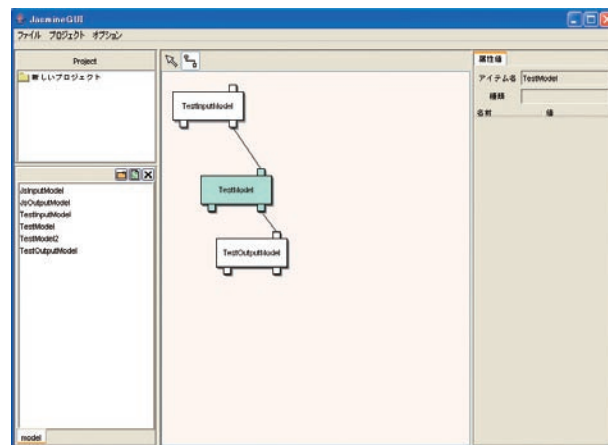 JasmineGUI
ファイル プロジェクト オプション
Project
新しいプロジェクト
JsInputModel
JsOutputModel
TestInputModel
TestModel
TestModel2
TestOutputModel
model
TestInputModel
TestModel
TestOutputModel
属性値
アイテム名 TestModel
種類
名前 値